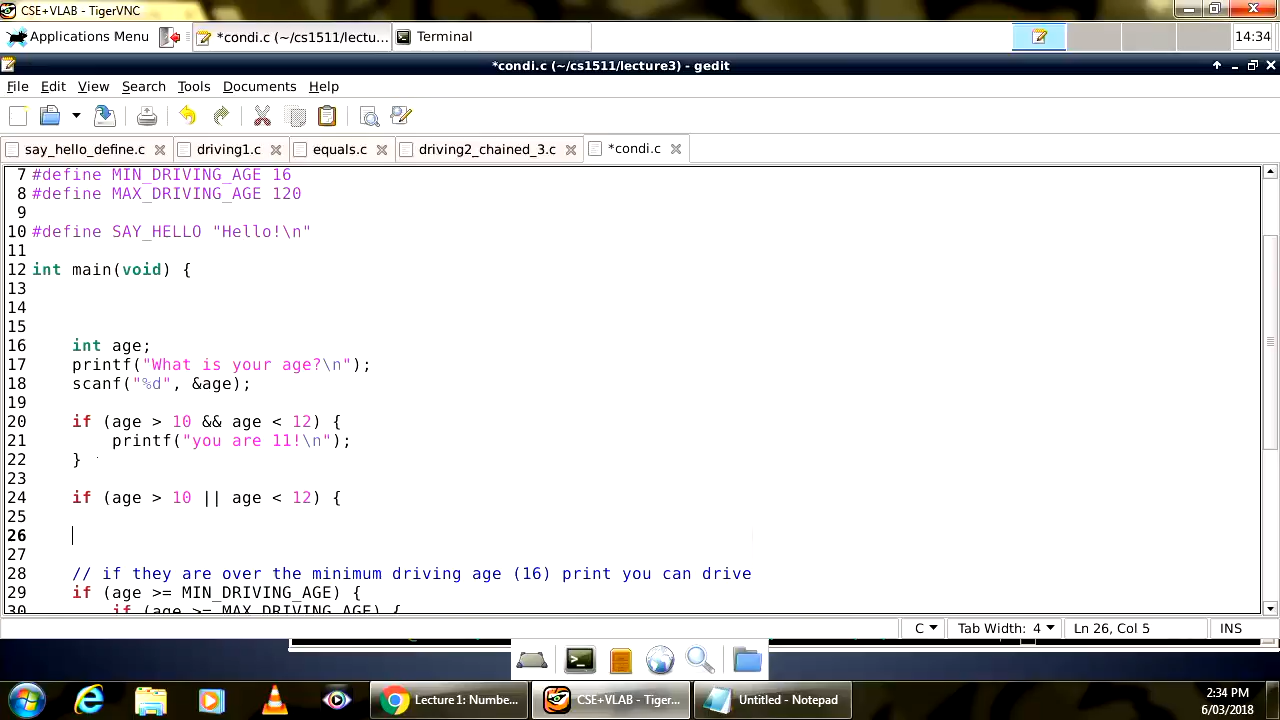 CSE+VLAB - TigerVNC
Applications Menu
*condi.c (~/cs1511/lectu...
Terminal
14:34
*condi.c (~/cs1511/lecture3) - gedit
File Edit View Search Tools Documents Help
say_hello_define.c
driving1.c
equals.c
driving2_chained_3.c
*condi.c
7 #define MIN_DRIVING_AGE 16
8 #define MAX_DRIVING_AGE 120
9
10 #define SAY_HELLO "Hello!\n"
11
12 int main(void) {
13
14
15
16 int age;
17 printf("What is your age?\n");
18 scanf("%d", &age);
19
20 if (age > 10 && age < 12) {
21 printf("you are 11!\n");
22 }
23
24 if (age > 10 || age < 12) {
25
26
27
28 // if they are over the minimum driving age (16) print you can drive
29 if (age >= MIN_DRIVING_AGE) {
30 if (age >= MAX_DRIVING_AGE) {
C
Tab Width: 4
Ln 26, Col 5
INS
Lecture 1: Numbe...
CSE+VLAB - Tiger...
Untitled - Notepad
2:34 PM
6/03/2018